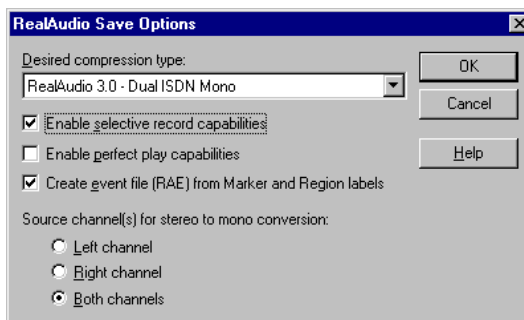 RealAudio Save Options
Desired compression type:
RealAudio 3.0 - Dual ISDN Mono
OK
Cancel
Enable selective record capabilities
Enable perfect play capabilities
Help
Create event file (RAE) from Marker and Region labels
Source channel(s) for stereo to mono conversion:
Left channel
Right channel
Both channels